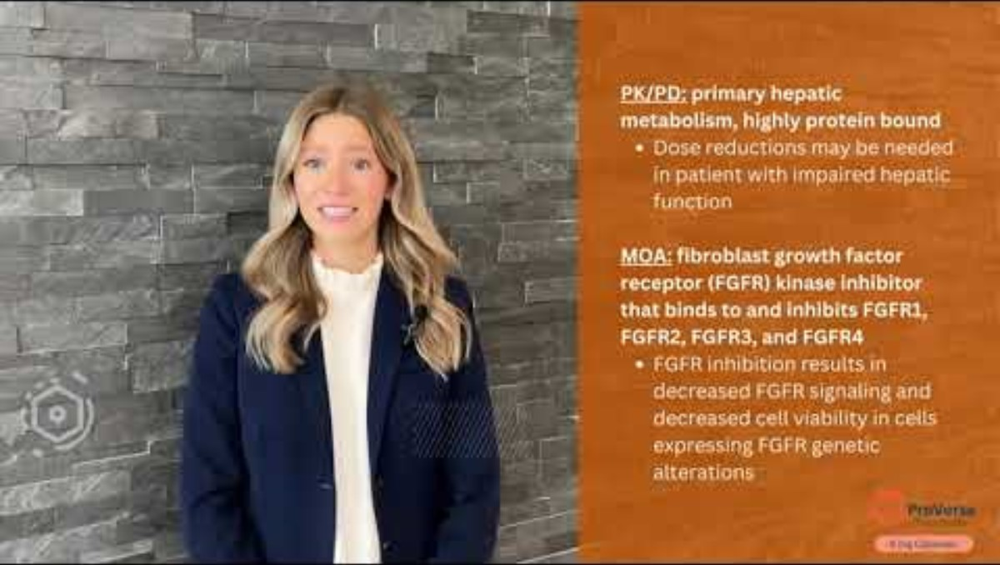 PK/PD: primary hepatic
metabolism, highly protein bound
• Dose reductions may be needed
in patient with impaired hepatic
function
MOA: fibroblast growth factor
receptor (FGFR) kinase inhibitor
that binds to and inhibits FGFR1,
FGFR2, FGFR3, and FGFR4
• FGFR inhibition results in
decreased FGFR signaling and
decreased cell viability in cells
expressing FGFR genetic
alterations
ProVerse